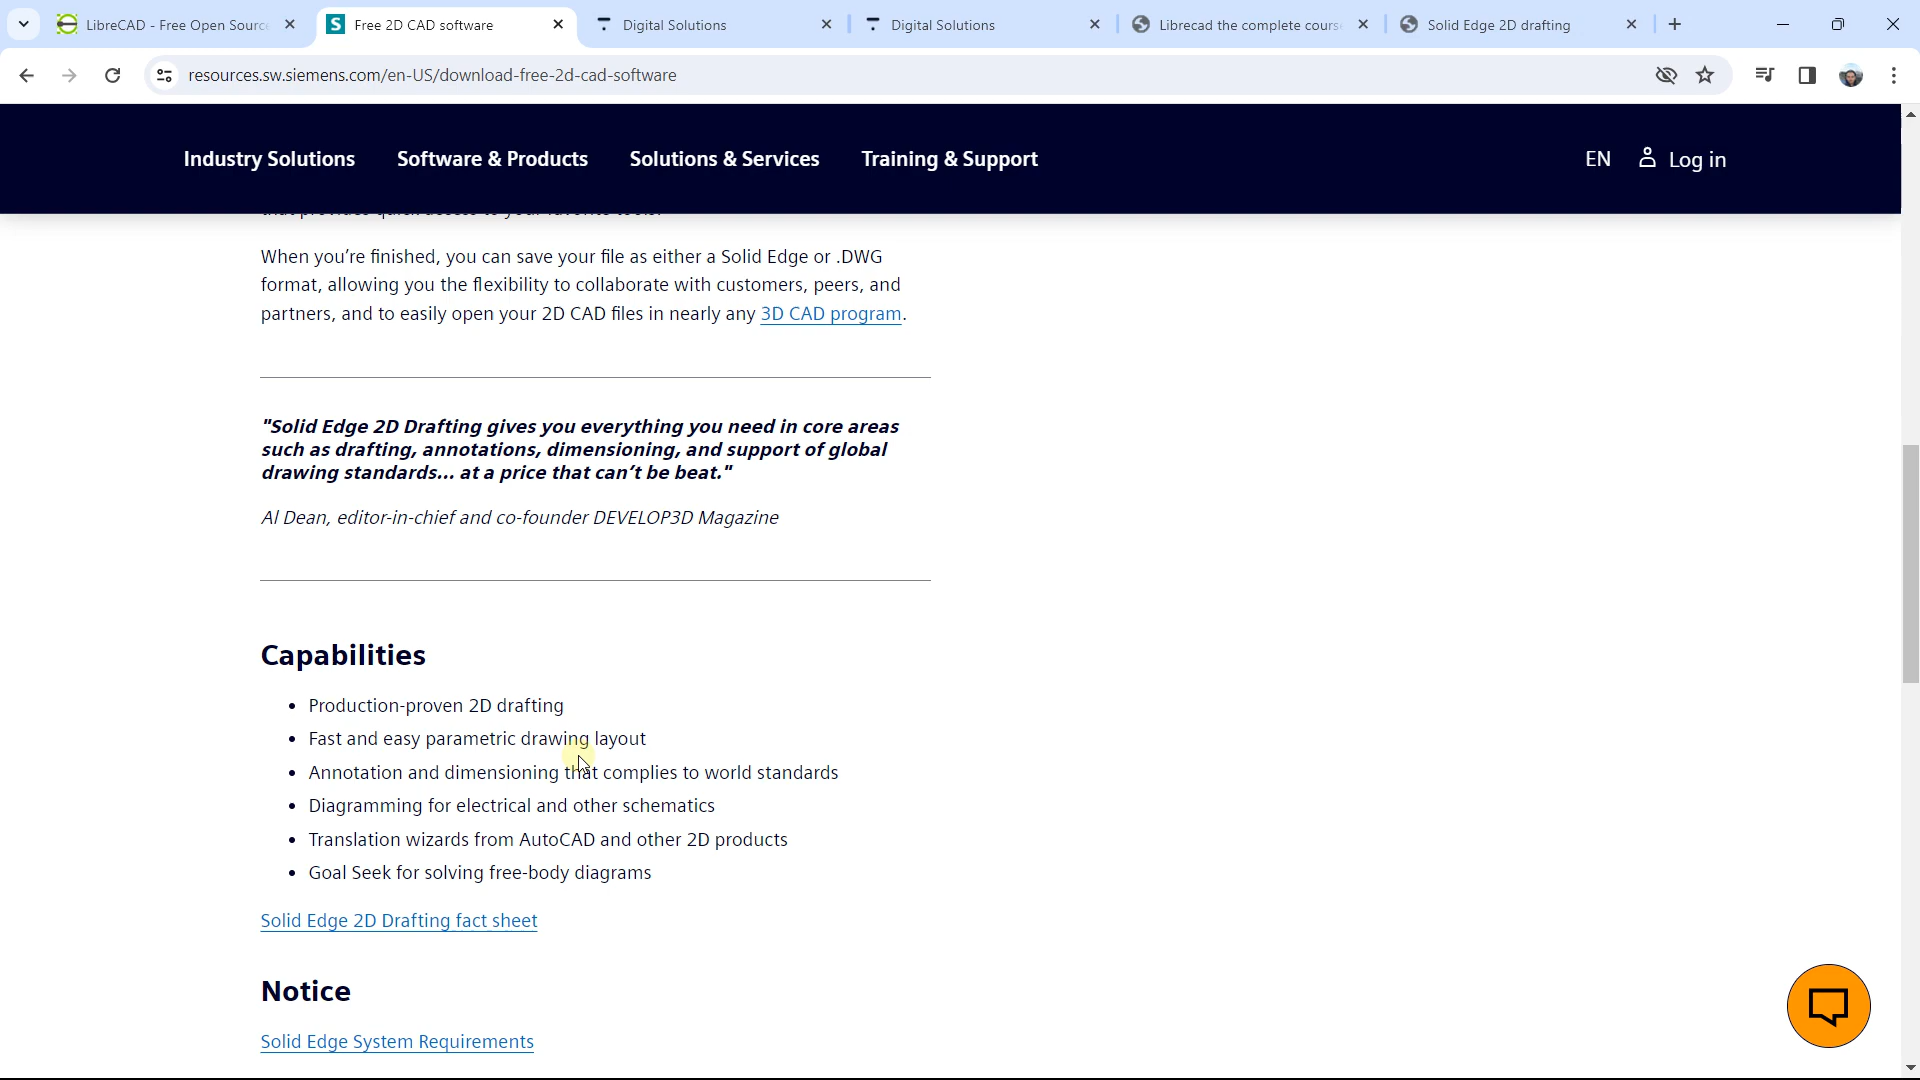 LibreCAD - Free Open Source
Free 2D CAD software
Digital Solutions
Digital Solutions
Librecad the complete cours
Solid Edge 2D drafting
resources.sw.siemens.com/en-US/download-free-2d-cad-software
Industry Solutions
Software & Products
Solutions & Services
Training & Support
EN
Log in
that provides quick access to your favorite tools.
When you're finished, you can save your file as either a Solid Edge or .DWG
format, allowing you the flexibility to collaborate with customers, peers, and
partners, and to easily open your 2D CAD files in nearly any 3D CAD program.
"Solid Edge 2D Drafting gives you everything you need in core areas
such as drafting, annotations, dimensioning, and support of global
drawing standards... at a price that can't be beat."
Al Dean, editor-in-chief and co-founder DEVELOP3D Magazine
Capabilities
• Production-proven 2D drafting
• Fast and easy parametric drawing layout
• Annotation and dimensioning that complies to world standards
• Diagramming for electrical and other schematics
• Translation wizards from AutoCAD and other 2D products
• Goal Seek for solving free-body diagrams
Solid Edge 2D Drafting fact sheet
Notice
Solid Edge System Requirements